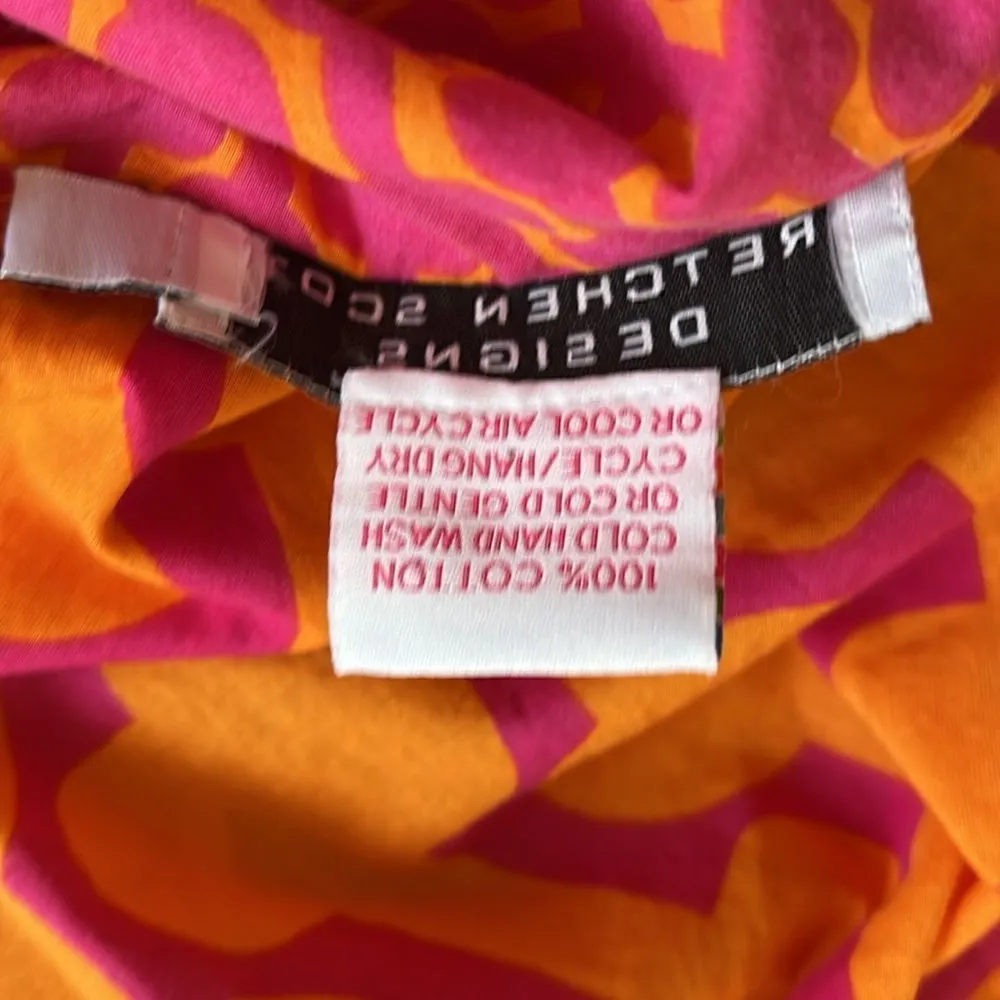 RETCHEN SCO
DESIGNS
100% COTTON
COLD HAND WASH
OR COLD GENTLE
CYCLE/HANG DRY
OR COOL AIR CYCLE